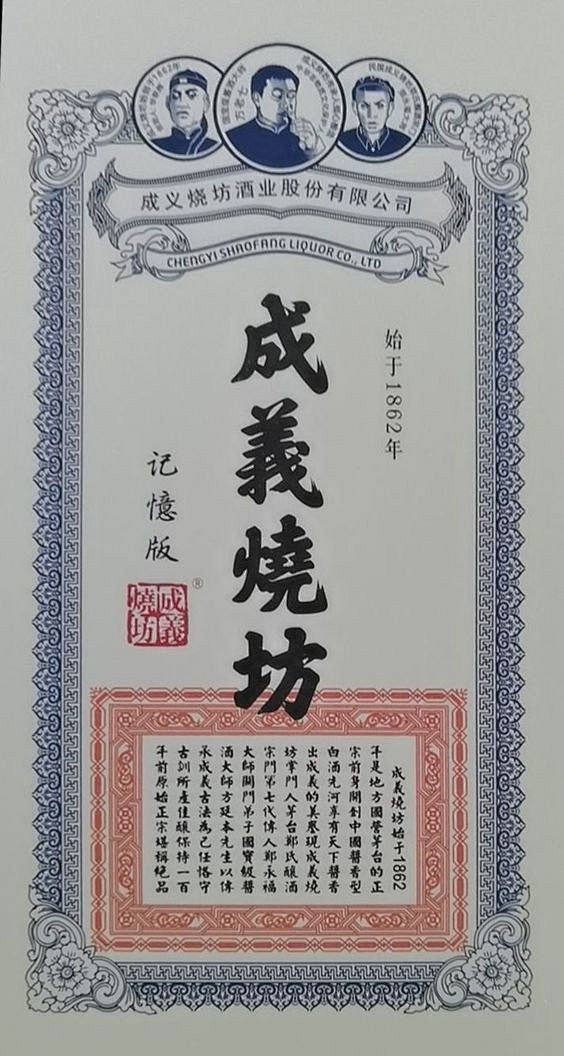 成义烧坊酒业股份有限公司
CHENGYI SHAOFANG LIQUOR CO., LTD
始于1862年
成義燒坊
记憶版
®
成義
燒坊
成義燒坊始于1862
年是地方國營茅台的正
宗前身開創中國醬香型
白酒先河享有天下醬香
出成義的美譽現成義燒
坊掌門人茅台鄭氏釀酒
宗門第七代傳人鄭永福
大師關門弟子國寶級醬
酒大師方廷本先生以傳
承成義古法為己任恪守
古訓所產佳釀保持一百
年前原始正宗堪稱絕品